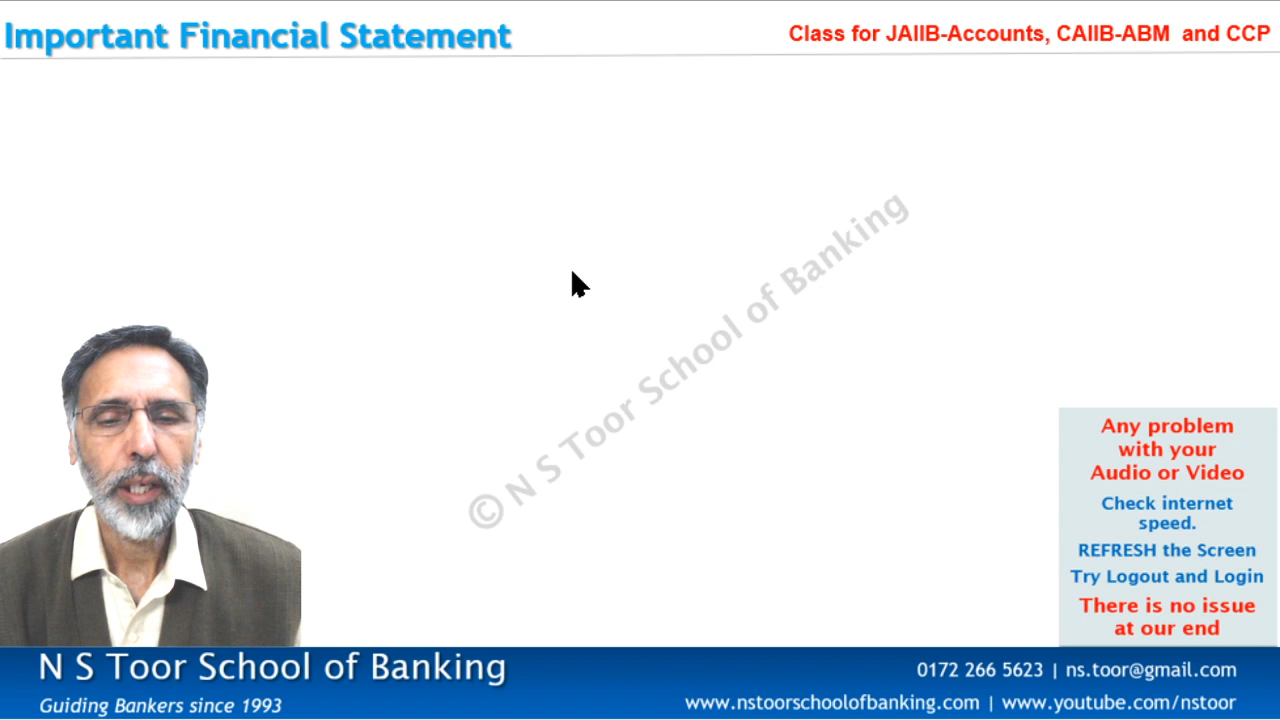 Important Financial Statement
Class for JAIIB-Accounts, CAIIB-ABM and CCP
© N S Toor School of Banking
Any problem
with your
Audio or Video
Check internet
speed.
REFRESH the Screen
Try Logout and Login
There is no issue
at our end
N S Toor School of Banking
Guiding Bankers since 1993
0172 266 5623 | ns.toor@gmail.com
www.nstoorschoolofbanking.com | www.youtube.com/nstoor